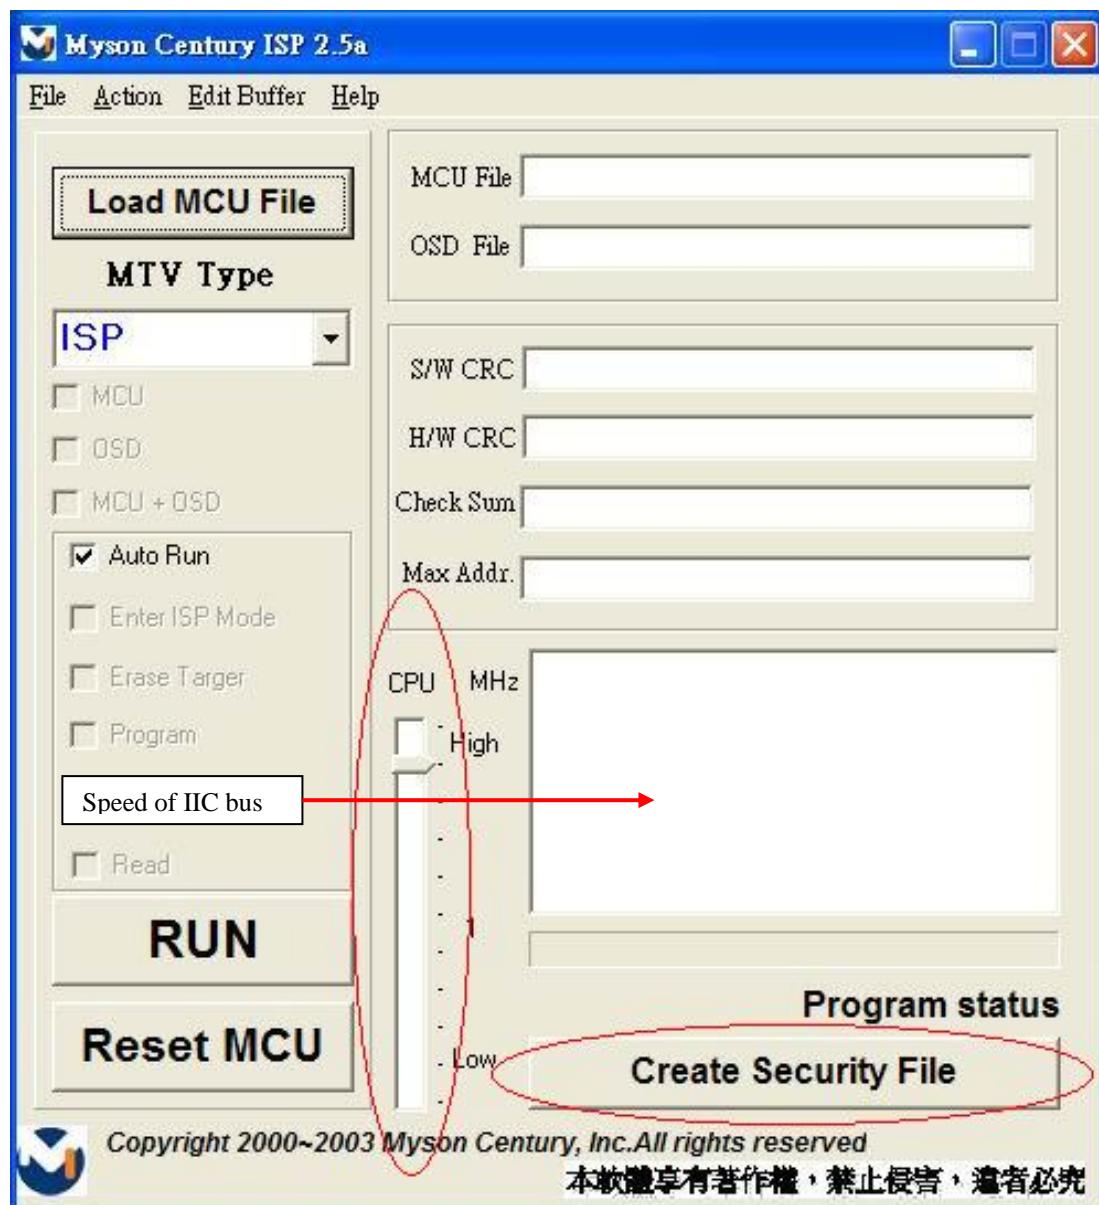 Myson Century ISP 2.5a
File Action Edit Buffer Help
Load MCU File
MTV Type
ISP
MCU
OSD
MCU + OSD
Auto Run
Enter ISP Mode
Erase Targer
Program
Speed of IIC bus
Read
RUN
Reset MCU
MCU File
OSD File
S/W CRC
H/W CRC
Check Sum
Max Addr.
CPU MHz
High
Low
Program status
Create Security File
Copyright 2000~2003 Myson Century, Inc.All rights reserved
本軟體享有著作權，禁止侵害，違者必究